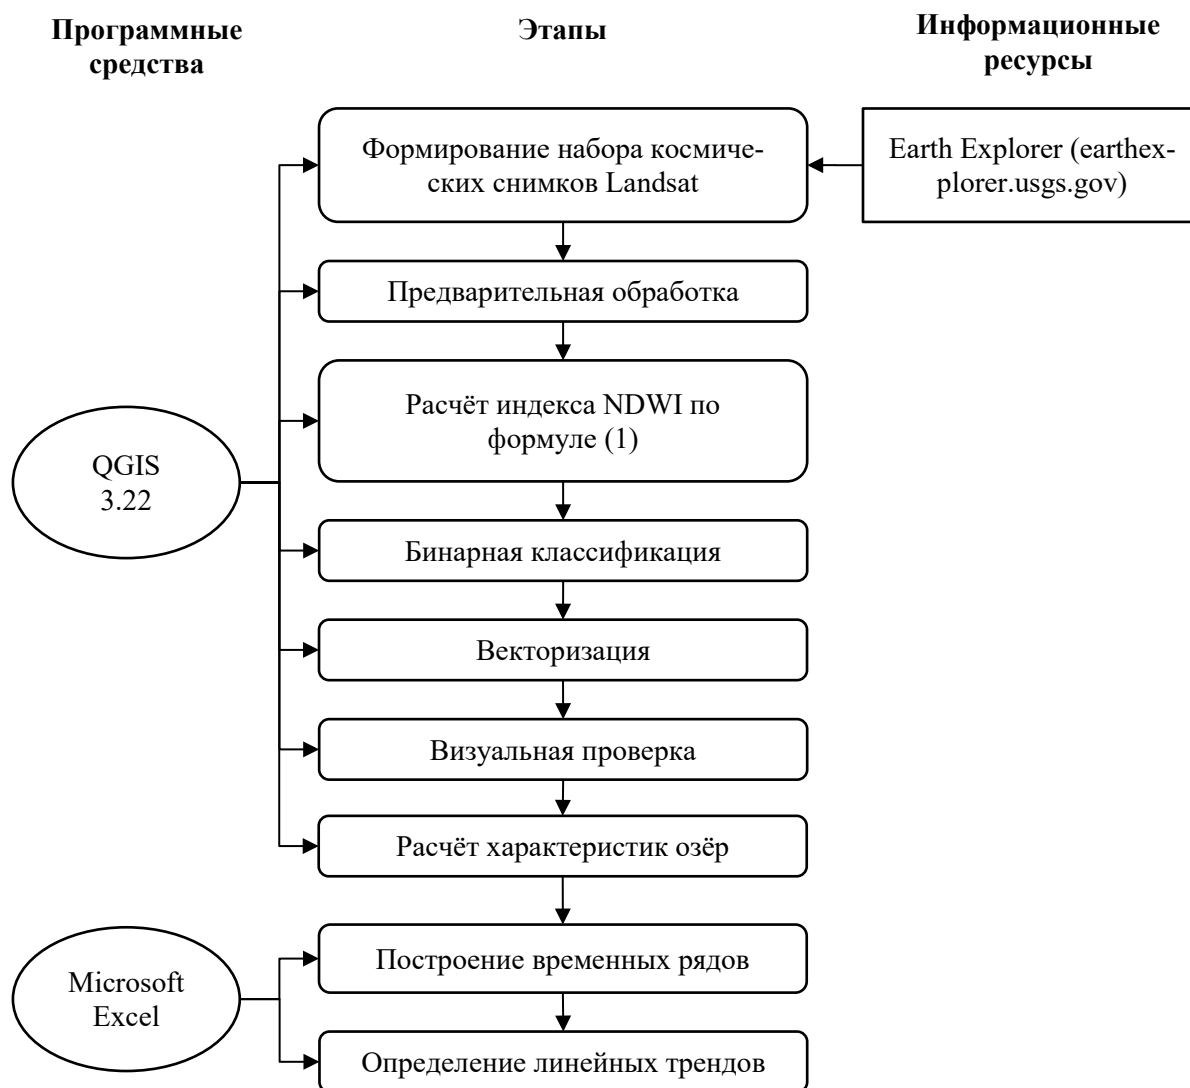 Программные
средства
Этапы
Информационные
ресурсы
Формирование набора космиче-
ских снимков Landsat
Earth Explorer (earthex-
plorer.usgs.gov)
Предварительная обработка
Расчёт индекса NDWI по
формуле (1)
QGIS
3.22
Бинарная классификация
Векторизация
Визуальная проверка
Расчёт характеристик озёр
Построение временных рядов
Microsoft
Excel
Определение линейных трендов